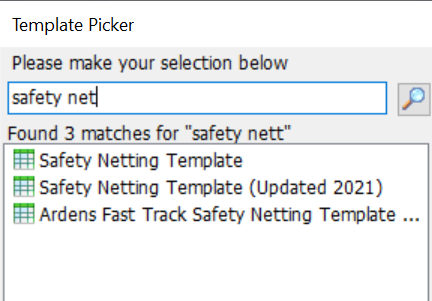 Template Picker
Please make your selection below
safety net
Found 3 matches for "safety nett"
Safety Netting Template
Safety Netting Template (Updated 2021)
Ardens Fast Track Safety Netting Template ...